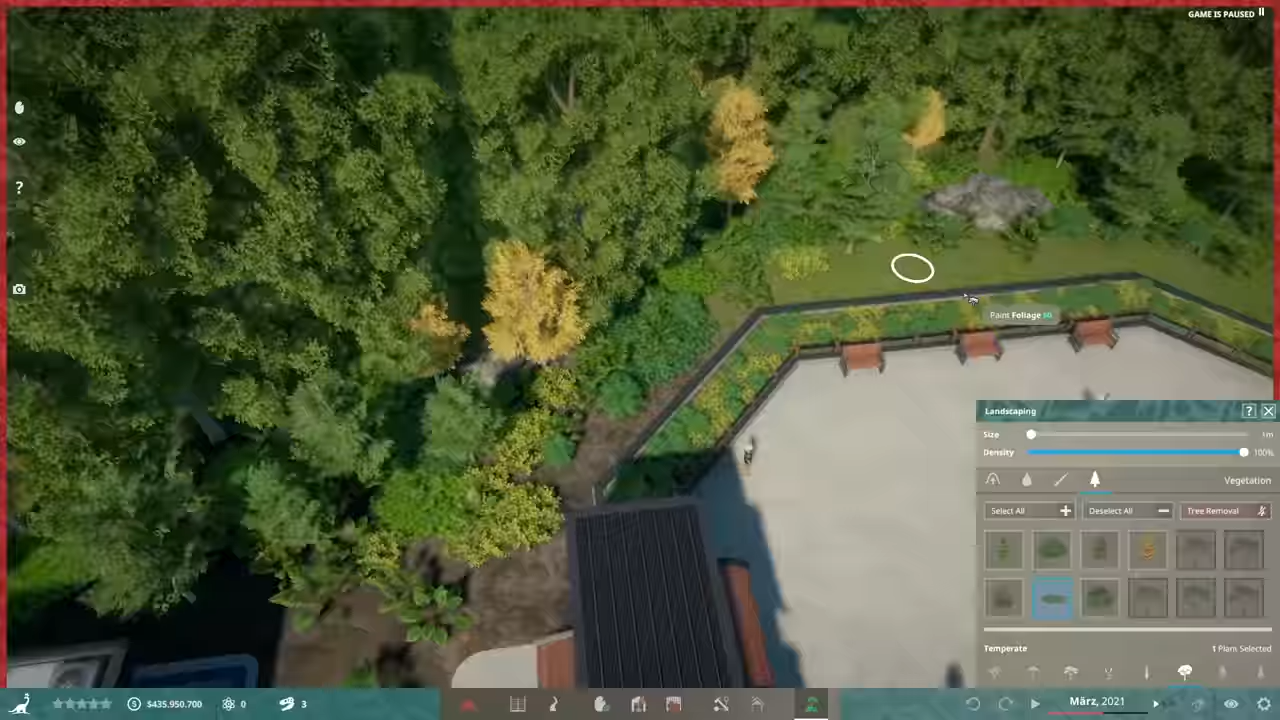 GAME IS PAUSED
?
Paint Foliage
Landscaping
?
Size 1m
Density 100%
Vegetation
Select All
Deselect All
Tree Removal
Temperate
1 Plant Selected
$435.950.700
0
3
März, 2021